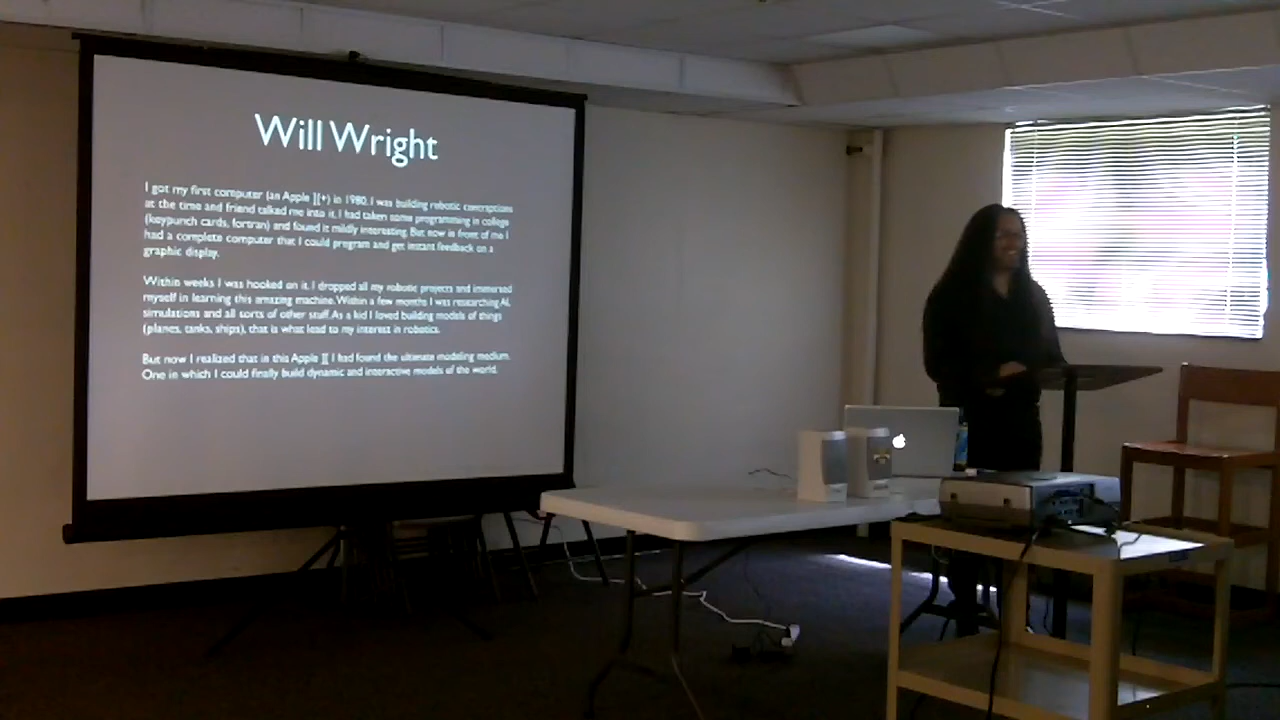 Will Wright
I got my first computer (an Apple ][+) in 1980. I was building robotic contraptions
at the time and friend talked me into it. I had taken some programming in college
(keypunch cards, fortran) and found it mildly interesting. But now in front of me I
had a complete computer that I could program and get instant feedback on a
graphic display.
Within weeks I was hooked on it. I dropped all my robotic projects and immersed
myself in learning this amazing machine. Within a few months I was researching AI,
simulations and all sorts of other stuff. As a kid I loved building models of things
(planes, tanks, ships), that is what lead to my interest in robotics.
But now I realized that in this Apple ][ I had found the ultimate modeling medium.
One in which I could finally build dynamic and interactive models of the world.